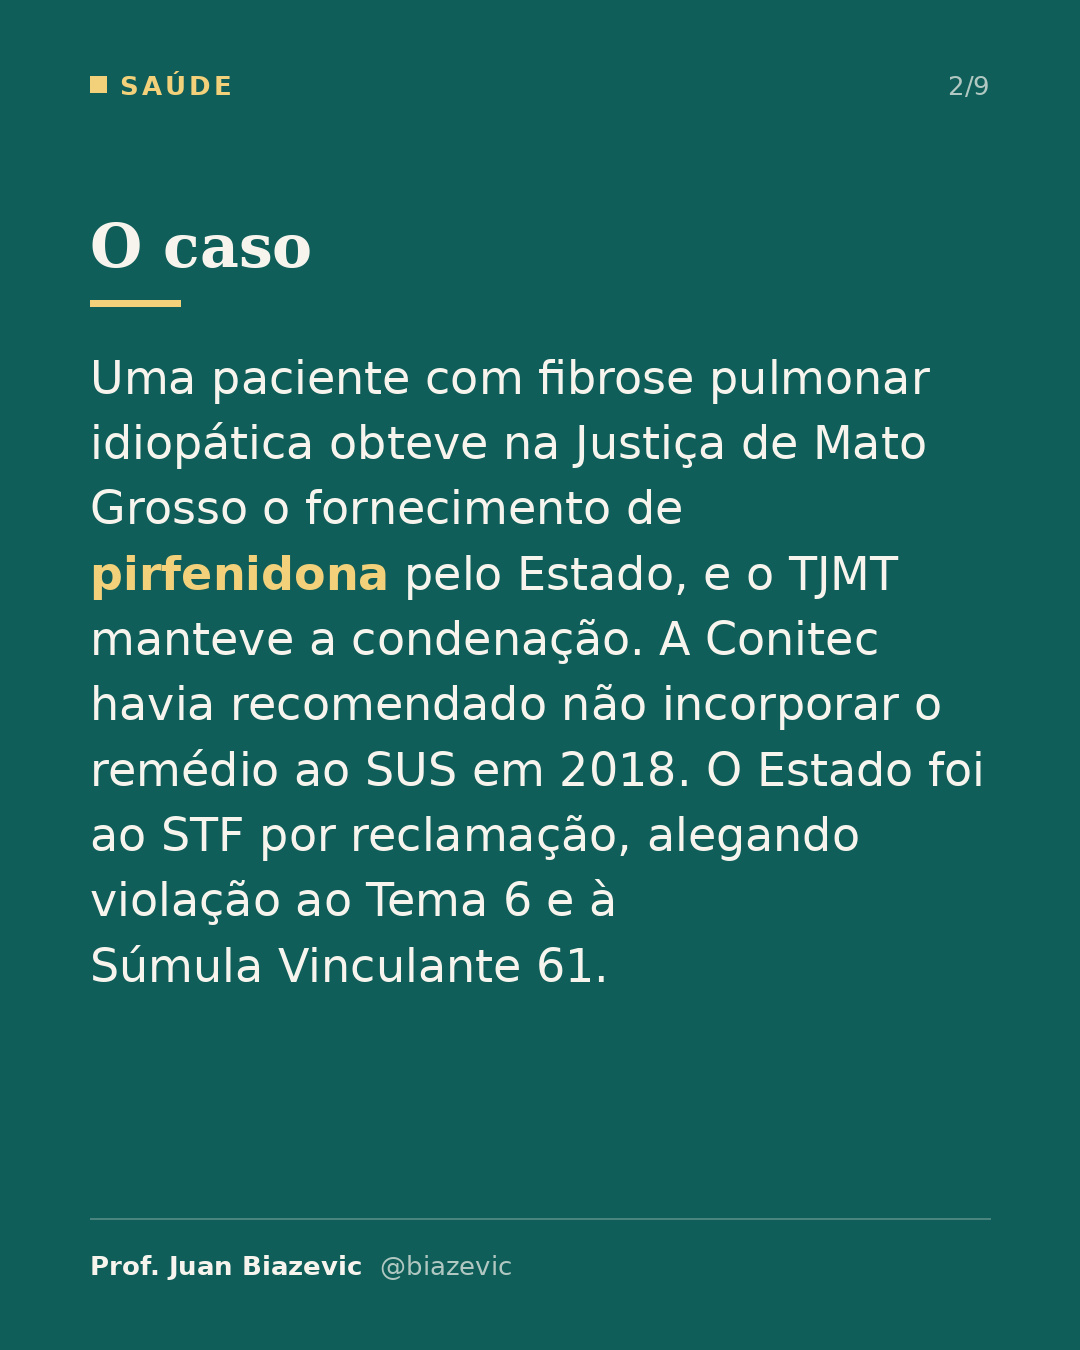 SAÚDE
2/9
O caso
Uma paciente com fibrose pulmonar
idiopática obteve na Justiça de Mato
Grosso o fornecimento de
pirfenidona pelo Estado, e o TJMT
manteve a condenação. A Conitec
havia recomendado não incorporar o
remédio ao SUS em 2018. O Estado foi
ao STF por reclamação, alegando
violação ao Tema 6 e à
Súmula Vinculante 61.
Prof. Juan Biazevic @biazevic